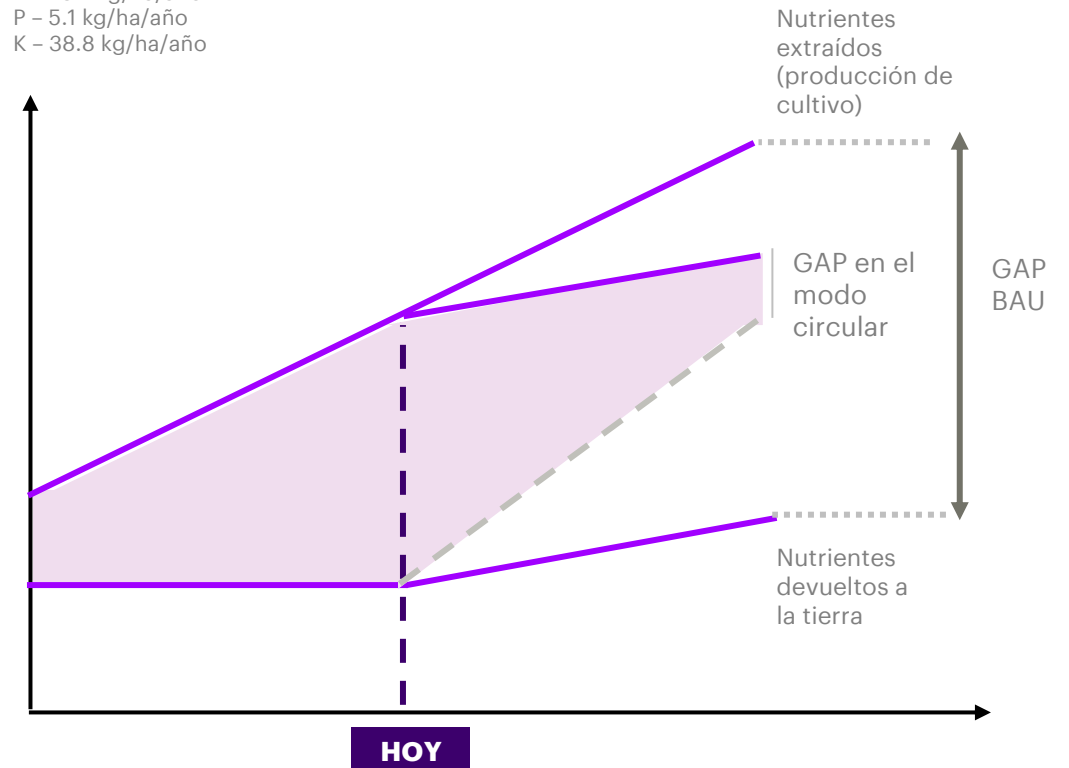 P – 5.1 kg/ha/año
K – 38.8 kg/ha/año
Nutrientes
extraídos
(producción de
cultivo)
GAP en el
modo
circular
GAP
BAU
Nutrientes
devueltos a
la tierra
HOY